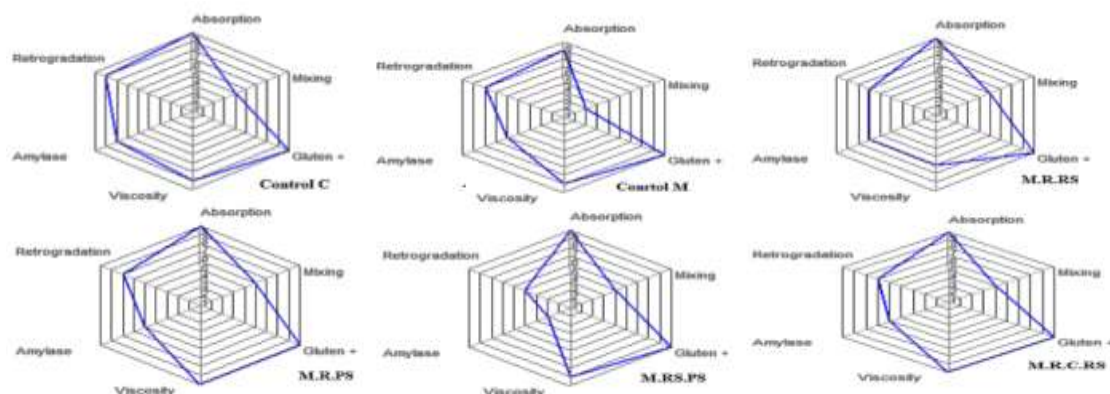 Absorption
Retrogradation
Mixing
Amylase
Gluten +
Viscosity
Control C
Absorption
Retrogradation
Mixing
Amylase
Gluten +
Viscosity
Courtol M
Absorption
Retrogradation
Mixing
Amylase
Gluten +
Viscosity
M.R.RS
Absorption
Retrogradation
Mixing
Amylase
Gluten +
Viscosity
M.R.PS
Absorption
Retrogradation
Mixing
Amylase
Gluten +
Viscosity
M.RS.PS
Absorption
Retrogradation
Mixing
Amylase
Gluten +
Viscosity
M.R.C.RS